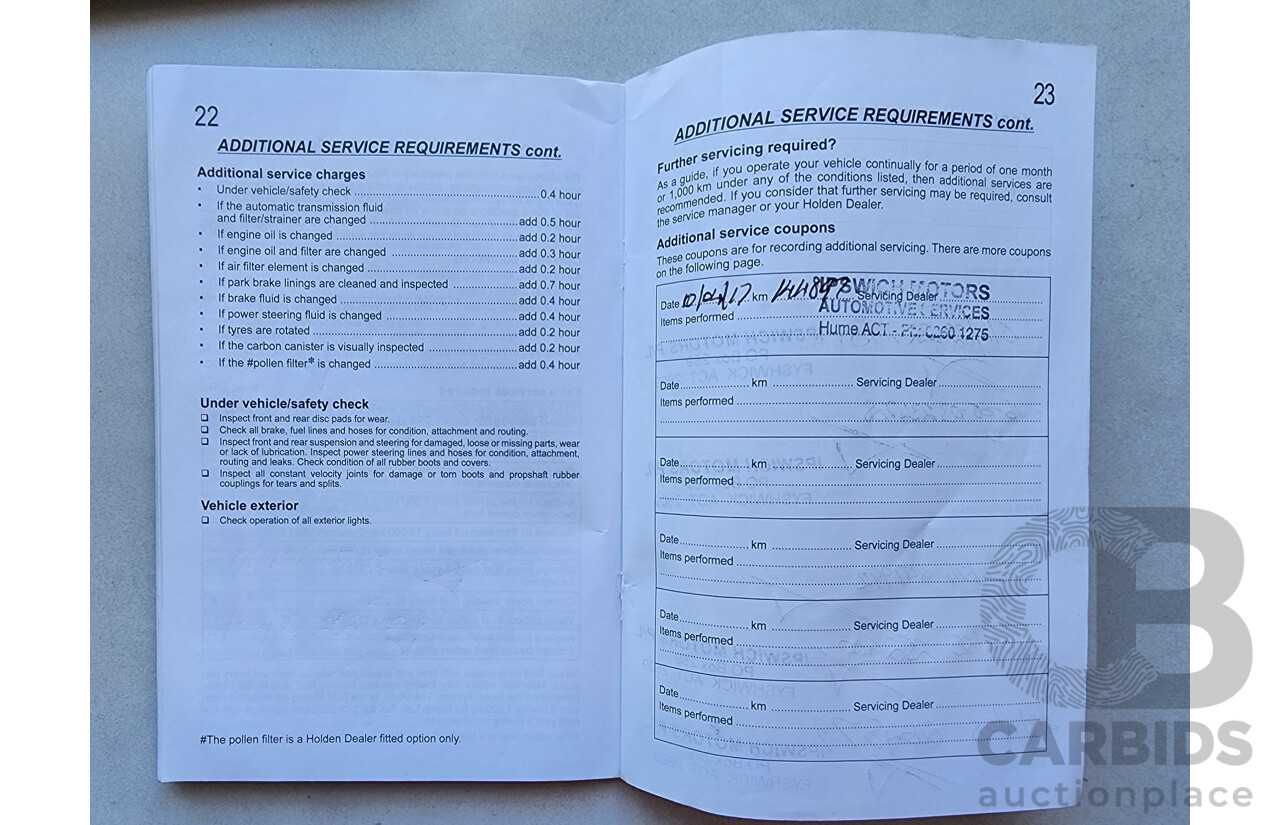 22
ADDITIONAL SERVICE REQUIREMENTS cont.
Additional service charges
• Under vehicle/safety check ..........0.4 hour
• If the automatic transmission fluid
and filter/strainer are changed ..........add 0.5 hour
• If engine oil is changed ..........add 0.2 hour
• If engine oil and filter are changed ..........add 0.3 hour
• If air filter element is changed ..........add 0.2 hour
• If park brake linings are cleaned and inspected ..........add 0.7 hour
• If brake fluid is changed ..........add 0.4 hour
• If power steering fluid is changed ..........add 0.4 hour
• If tyres are rotated ..........add 0.2 hour
• If the carbon canister is visually inspected ..........add 0.2 hour
• If the #pollen filter* is changed ..........add 0.4 hour
Under vehicle/safety check
❏ Inspect front and rear disc pads for wear.
❏ Check all brake, fuel lines and hoses for condition, attachment and routing.
❏ Inspect front and rear suspension and steering for damaged, loose or missing parts, wear
or lack of lubrication. Inspect power steering lines and hoses for condition, attachment,
routing and leaks. Check condition of all rubber boots and covers.
❏ Inspect all constant velocity joints for damage or torn boots and propshaft rubber
couplings for tears and splits.
Vehicle exterior
❏ Check operation of all exterior lights.
#The pollen filter is a Holden Dealer fitted option only.
23
ADDITIONAL SERVICE REQUIREMENTS cont.
Further servicing required?
As a guide, if you operate your vehicle continually for a period of one month
or 1,000 km under any of the conditions listed, then additional services are
recommended. If you consider that further servicing may be required, consult
the service manager or your Holden Dealer.
Additional service coupons
These coupons are for recording additional servicing. There are more coupons
on the following page.
Date km Servicing Dealer
IPSWICH MOTORS
Items performed
AUTOMOTIVE SERVICES
Hume ACT - PH: 6260 1275
Date.......... km .......... Servicing Dealer..........
Items performed ..........
Date.......... km .......... Servicing Dealer..........
Items performed ..........
Date.......... km .......... Servicing Dealer..........
Items performed ..........
Date.......... km .......... Servicing Dealer..........
Items performed ..........
Date.......... km .......... Servicing Dealer..........
Items performed ..........
CARBIDS
auctionplace